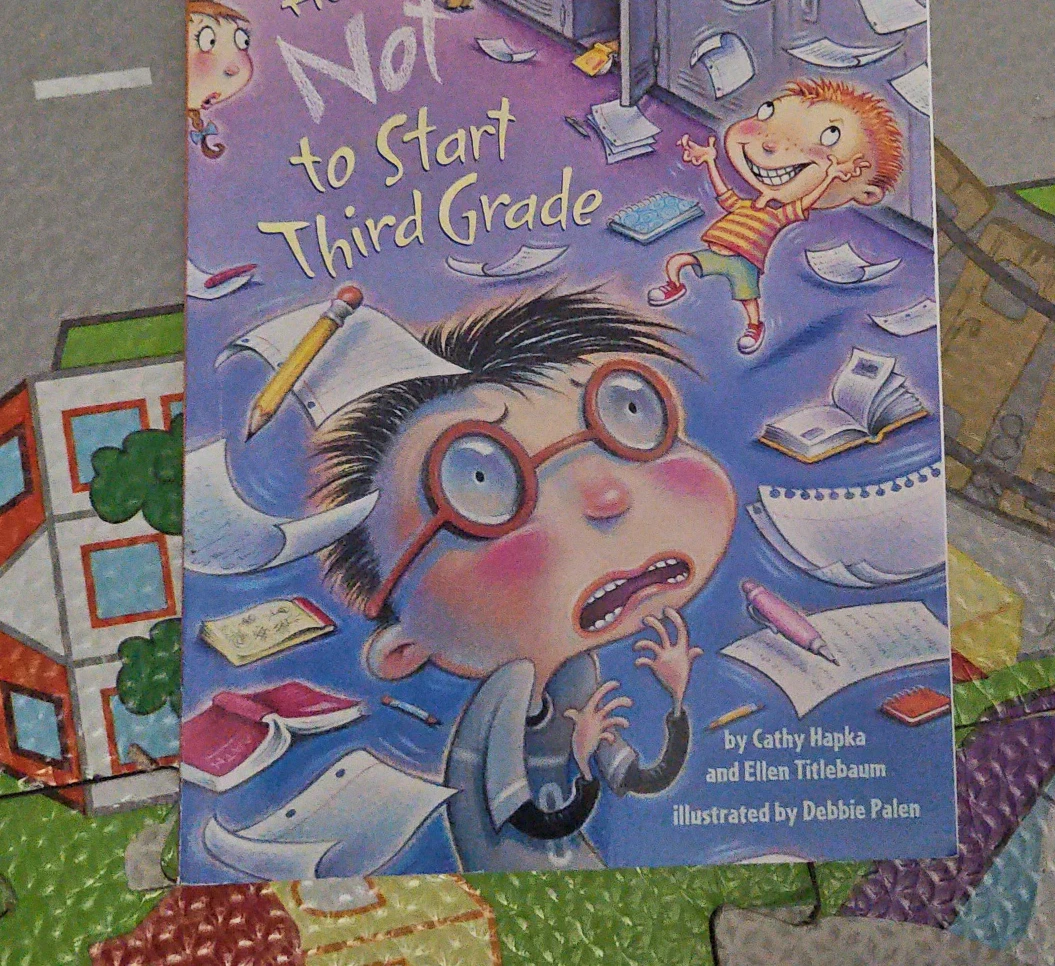 Not
to Start
Third Grade
by Cathy Hapka
and Ellen Titlebaum
illustrated by Debbie Palen